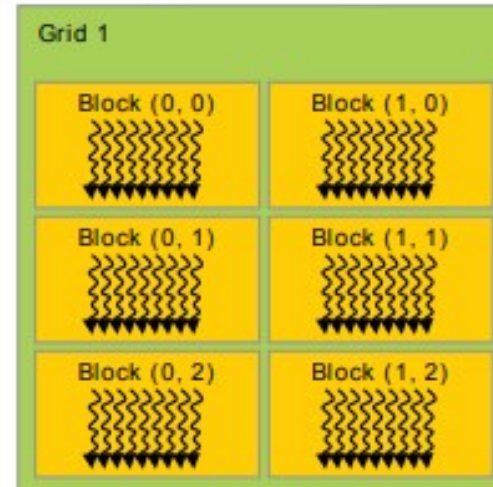 Grid 1
Block (0, 0) Block (1, 0)
Block (0, 1) Block (1, 1)
Block (0, 2) Block (1, 2)